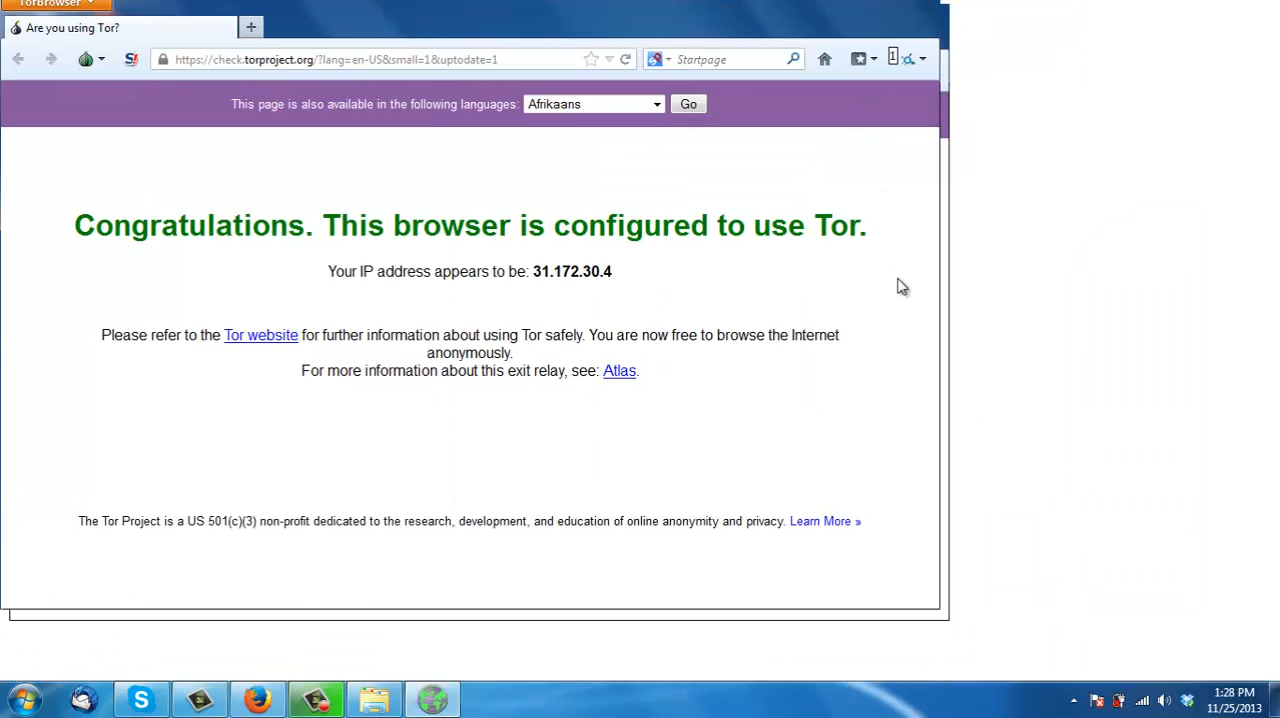 TorBrowser
Are you using Tor?
https://check.torproject.org/?lang=en-US&small=1&uptodate=1
Startpage
1
This page is also available in the following languages: Afrikaans Go
Congratulations. This browser is configured to use Tor.
Your IP address appears to be: 31.172.30.4
Please refer to the Tor website for further information about using Tor safely. You are now free to browse the Internet
anonymously.
For more information about this exit relay, see: Atlas.
The Tor Project is a US 501(c)(3) non-profit dedicated to the research, development, and education of online anonymity and privacy. Learn More »
1:28 PM
11/25/2013